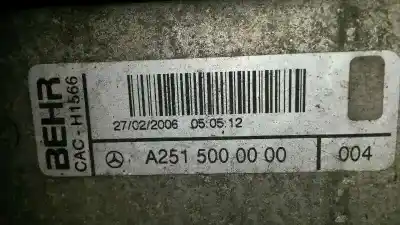 BEHR
CAC - H1566
27/02/2006 05:05:12
A251 500 00 00
004